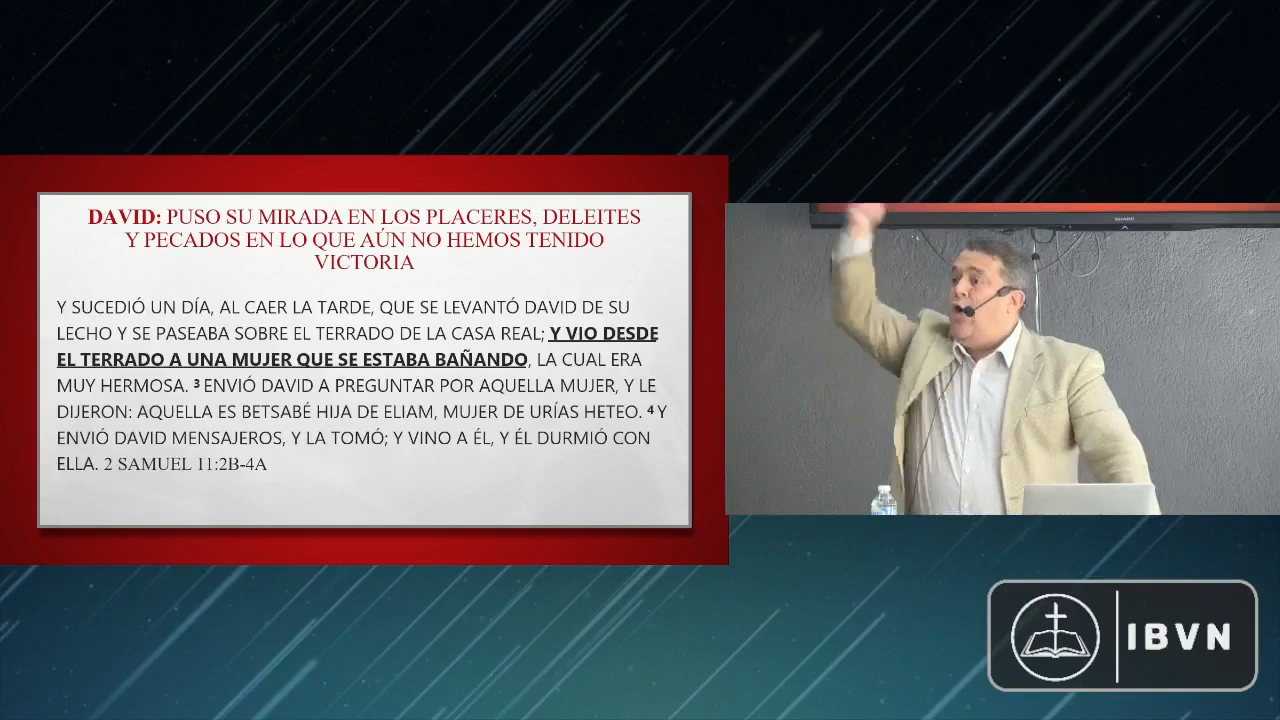 DAVID: PUSO SU MIRADA EN LOS PLACERES, DELEITES
Y PECADOS EN LO QUE AÚN NO HEMOS TENIDO
VICTORIA
Y SUCEDIÓ UN DÍA, AL CAER LA TARDE, QUE SE LEVANTÓ DAVID DE SU
LECHO Y SE PASEABA SOBRE EL TERRADO DE LA CASA REAL; Y VIO DESDE
EL TERRADO A UNA MUJER QUE SE ESTABA BAÑANDO, LA CUAL ERA
MUY HERMOSA. ³ ENVIÓ DAVID A PREGUNTAR POR AQUELLA MUJER, Y LE
DIJERON: AQUELLA ES BETSABÉ HIJA DE ELIAM, MUJER DE URÍAS HETEO. ⁴ Y
ENVIÓ DAVID MENSAJEROS, Y LA TOMÓ; Y VINO A ÉL, Y ÉL DURMIÓ CON
ELLA. 2 SAMUEL 11:2B-4A
SHARP
IBVN